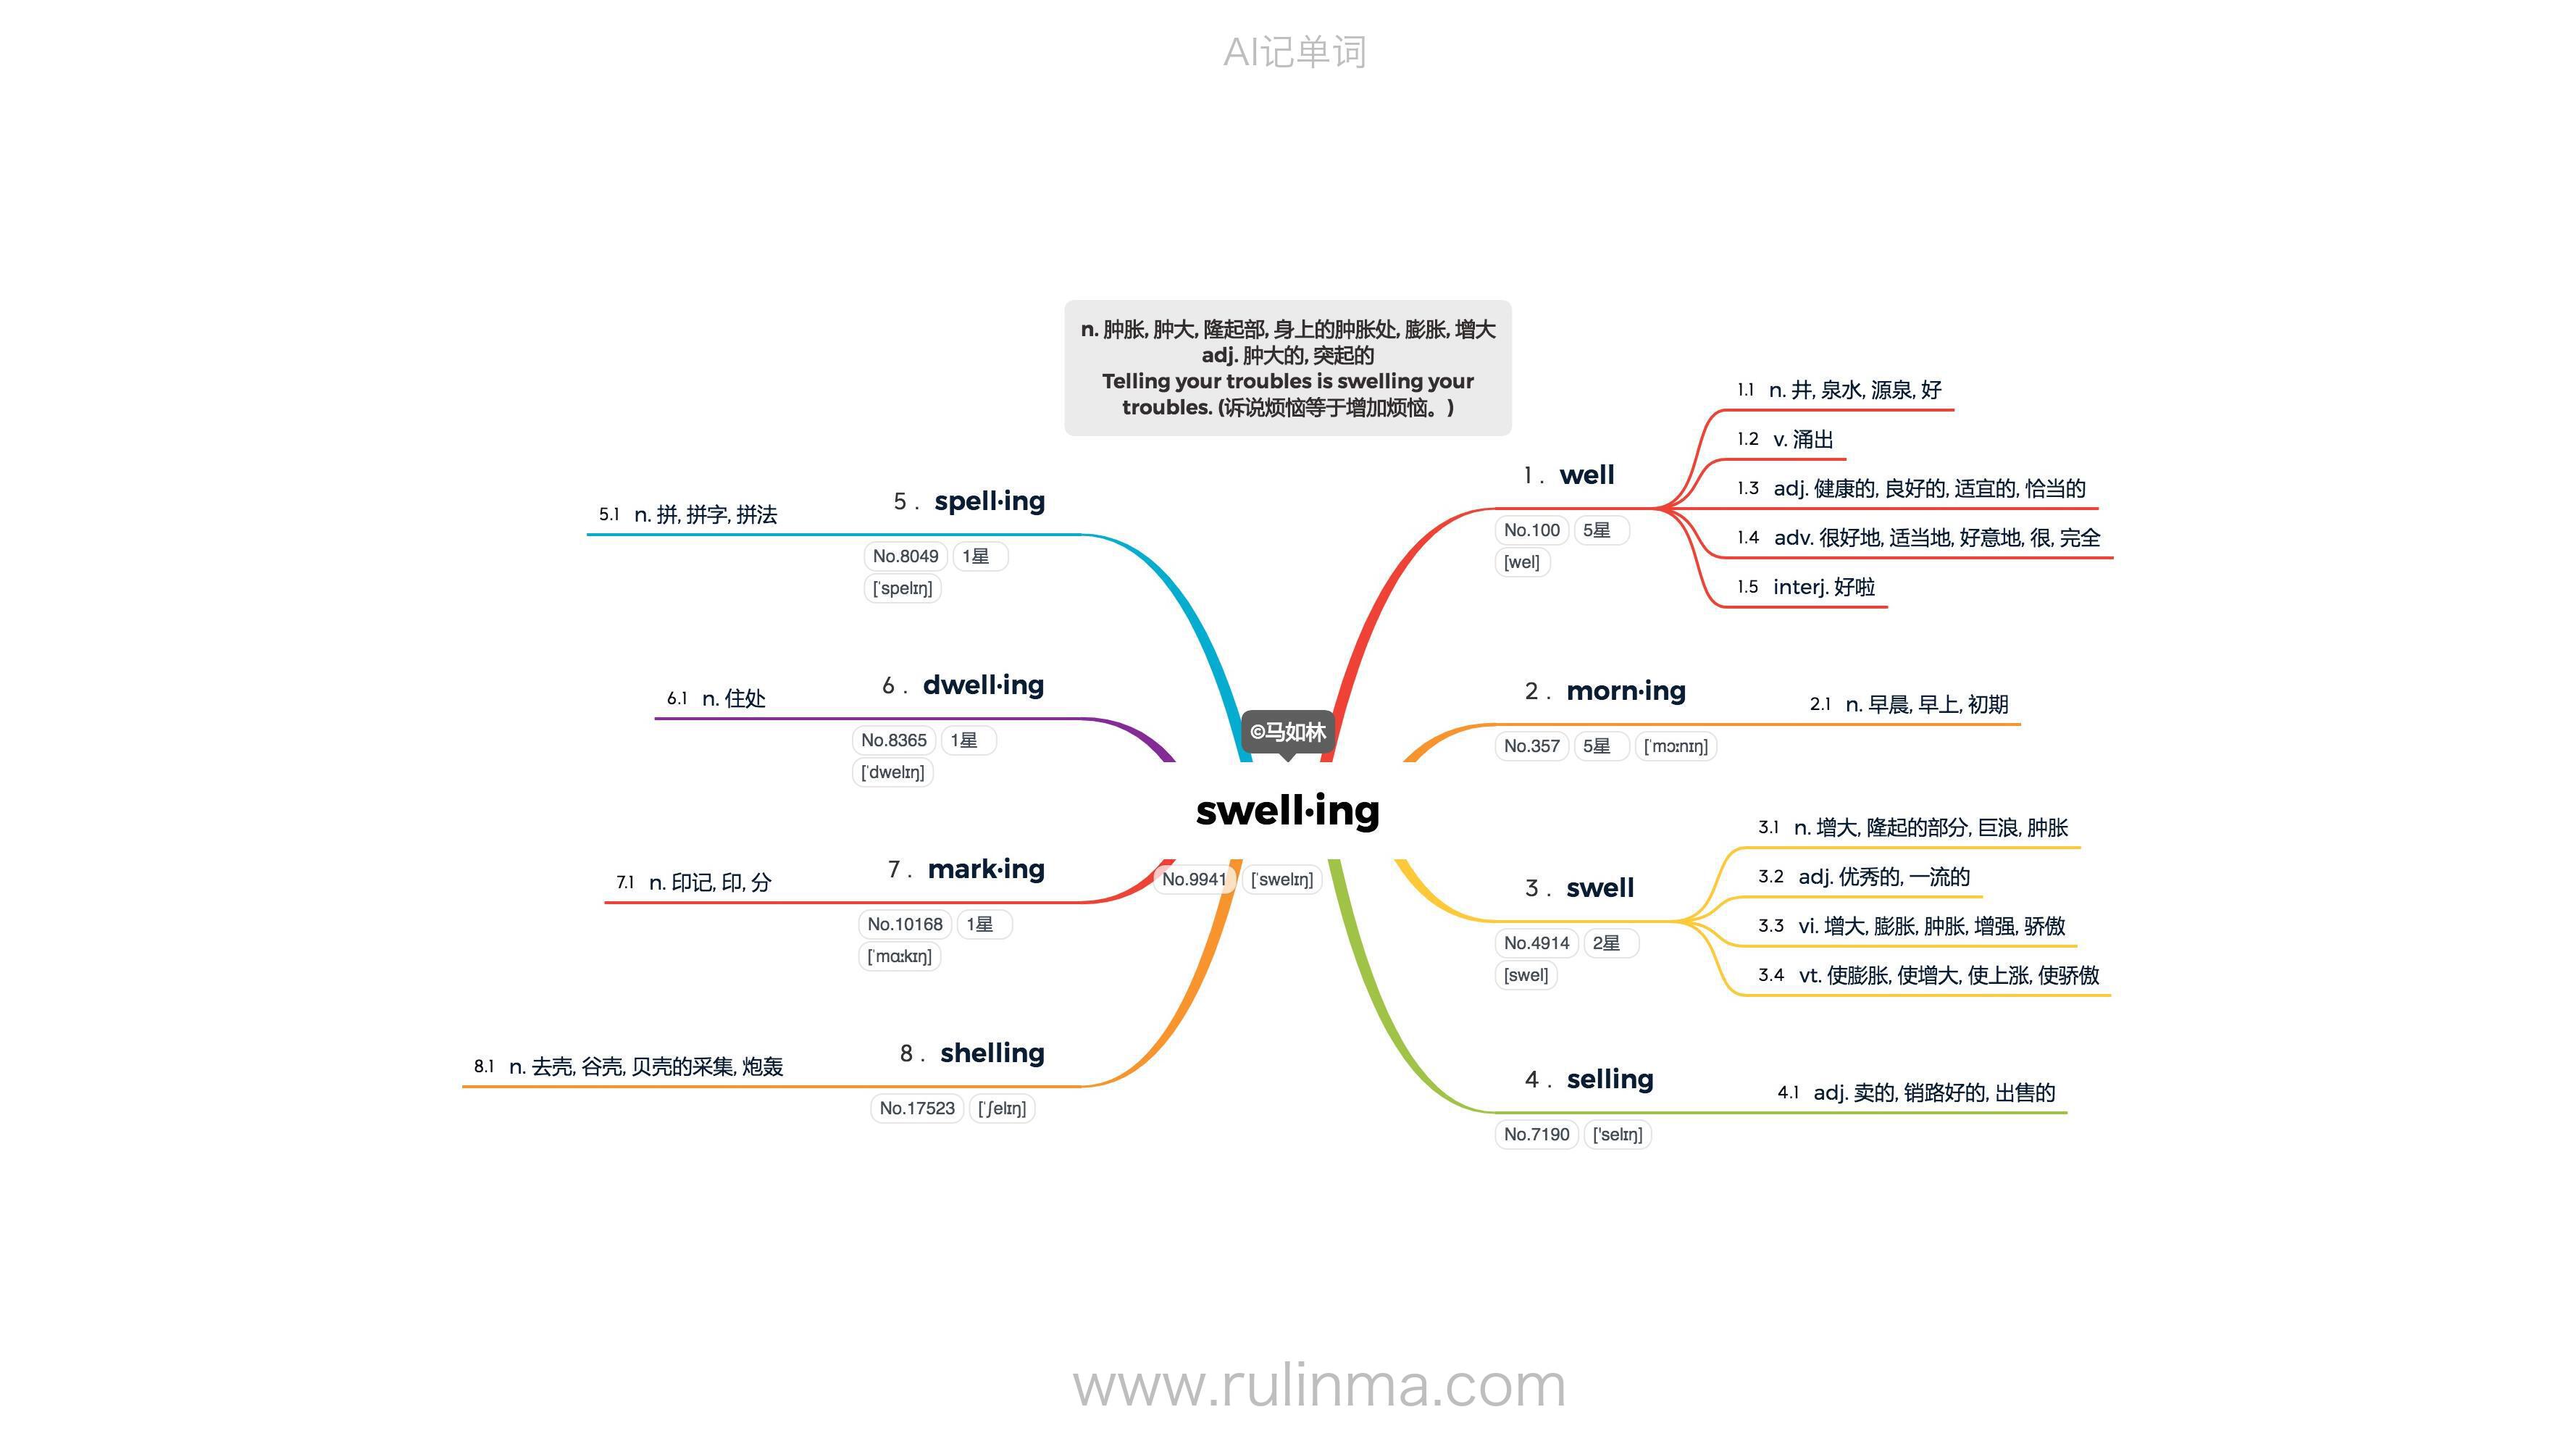 AI记单词
n. 肿胀, 肿大, 隆起部, 身上的肿胀处, 膨胀, 增大
adj. 肿大的, 突起的
Telling your troubles is swelling your
troubles. (诉说烦恼等于增加烦恼。)
©马如林
swell·ing
No.9941 [ˈswelɪŋ]
1 . well
No.100 5星
[wel]
1.1 n. 井, 泉水, 源泉, 好
1.2 v. 涌出
1.3 adj. 健康的, 良好的, 适宜的, 恰当的
1.4 adv. 很好地, 适当地, 好意地, 很, 完全
1.5 interj. 好啦
2 . morn·ing
No.357 5星 [ˈmɔːnɪŋ]
2.1 n. 早晨, 早上, 初期
3 . swell
No.4914 2星
[swel]
3.1 n. 增大, 隆起的部分, 巨浪, 肿胀
3.2 adj. 优秀的, 一流的
3.3 vi. 增大, 膨胀, 肿胀, 增强, 骄傲
3.4 vt. 使膨胀, 使增大, 使上涨, 使骄傲
4 . selling
No.7190 ['selɪŋ]
4.1 adj. 卖的, 销路好的, 出售的
5 . spell·ing
No.8049 1星
[ˈspelɪŋ]
5.1 n. 拼, 拼字, 拼法
6 . dwell·ing
No.8365 1星
[ˈdwelɪŋ]
6.1 n. 住处
7 . mark·ing
No.10168 1星
[ˈmɑːkɪŋ]
7.1 n. 印记, 印, 分
8 . shelling
No.17523 [ˈʃelɪŋ]
8.1 n. 去壳, 谷壳, 贝壳的采集, 炮轰
www.rulinma.com